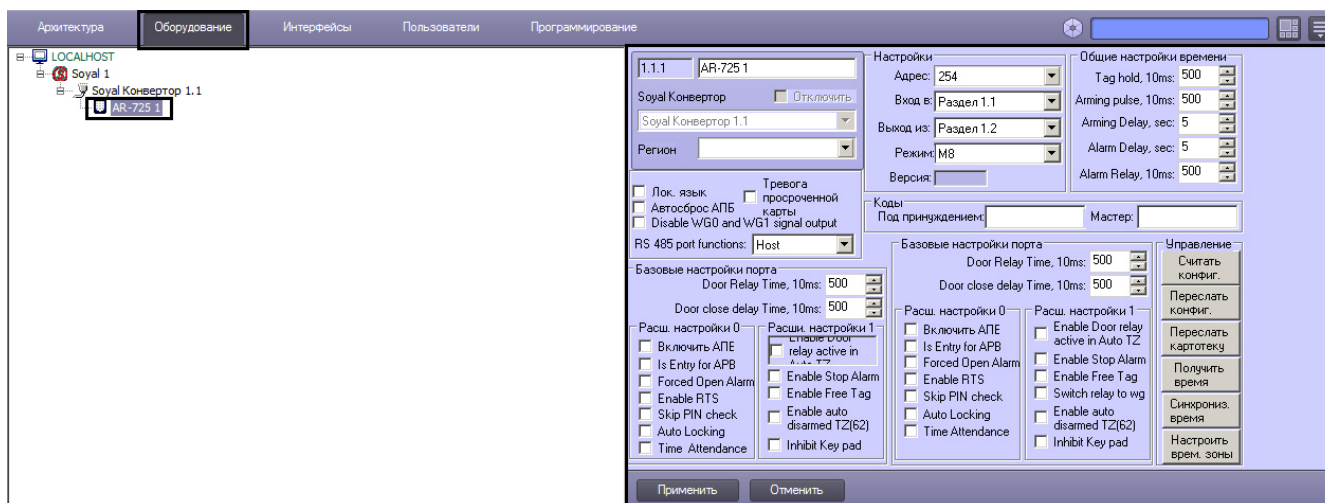 Архитектура Оборудование Интерфейсы Пользователи Программирование
LOCALHOST
Soyal 1
Soyal Конвертор 1.1
AR-725 1
1.1.1 AR-725 1
Soyal Конвертор Отключить
Soyal Конвертор 1.1
Регион
Настройки
Адрес: 254
Вход в: Раздел 1.1
Выход из: Раздел 1.2
Режим: M8
Версия:
Общие настройки времени
Tag hold, 10ms: 500
Arming pulse, 10ms: 500
Arming Delay, sec: 5
Alarm Delay, sec: 5
Alarm Relay, 10ms: 500
Лок. язык
Автосброс АПБ
Тревога
просроченной
карты
Disable WG0 and WG1 signal output
RS 485 port functions: Host
Коды
Под принуждением: Мастер:
Базовые настройки порта
Door Relay Time, 10ms: 500
Door close delay Time, 10ms: 500
Расш. настройки 0
Включить АПЕ
Is Entry for APB
Forced Open Alarm
Enable RTS
Skip PIN check
Auto Locking
Time Attendance
Расши. настройки 1
Enable Door
relay active in
Auto TZ
Enable Stop Alarm
Enable Free Tag
Enable auto
disarmed TZ(62)
Inhibit Key pad
Базовые настройки порта
Door Relay Time, 10ms: 500
Door close delay Time, 10ms: 500
Расш. настройки 0
Включить АПЕ
Is Entry for APB
Forced Open Alarm
Enable RTS
Skip PIN check
Auto Locking
Time Attendance
Расш. настройки 1
Enable Door relay
active in Auto TZ
Enable Stop Alarm
Enable Free Tag
Switch relay to wg
Enable auto
disarmed TZ(62)
Inhibit Key pad
Управление
Считать
конфиг.
Переслать
конфиг.
Переслать
картотеку
Получить
время
Синхрониз.
время
Настроить
врем. зоны
Применить Отменить